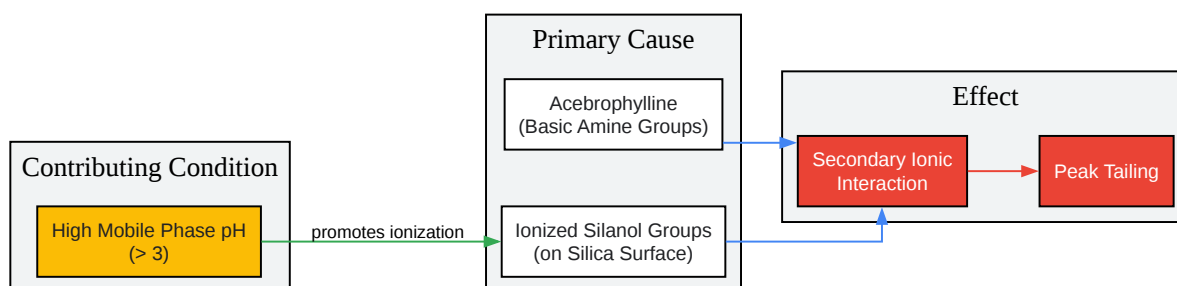 Contributing Condition
High Mobile Phase pH
(> 3)
promotes ionization
Primary Cause
Acebrophylline
(Basic Amine Groups)
Ionized Silanol Groups
(on Silica Surface)
Effect
Secondary Ionic
Interaction
Peak Tailing